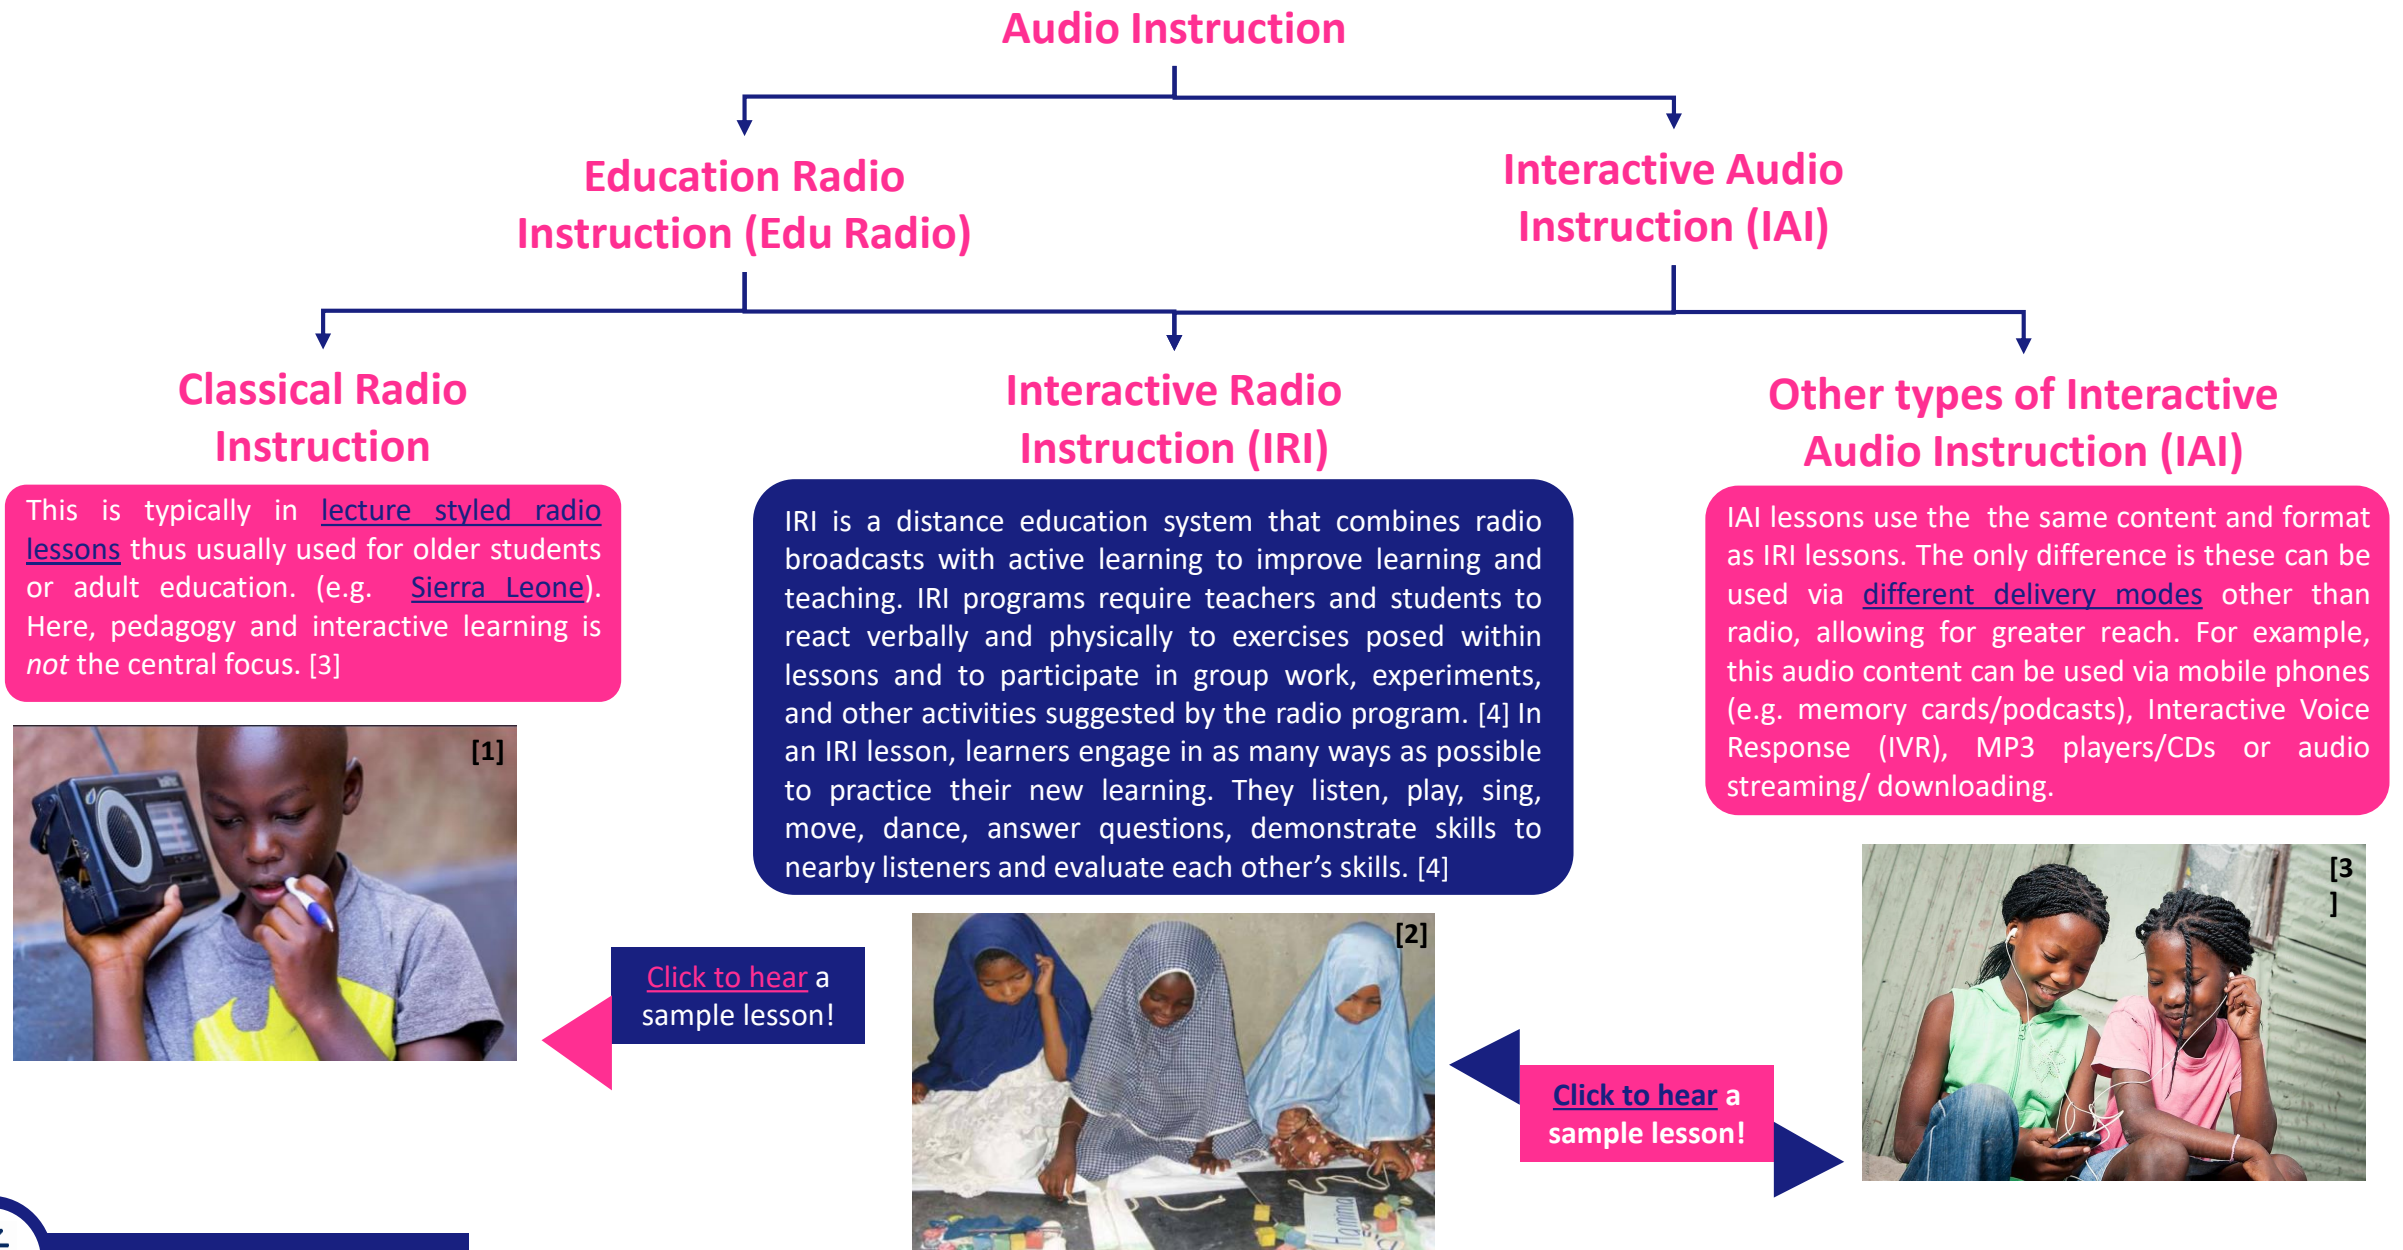 Audio Instruction
Education Radio
Instruction (Edu Radio)
Interactive Audio
Instruction (IAI)
Classical Radio
Instruction
This is typically in lecture styled radio
lessons thus usually used for older students
or adult education. (e.g. Sierra Leone).
Here, pedagogy and interactive learning is
not the central focus. [3]
[1]
Interactive Radio
Instruction (IRI)
IRI is a distance education system that combines radio
broadcasts with active learning to improve learning and
teaching. IRI programs require teachers and students to
react verbally and physically to exercises posed within
lessons and to participate in group work, experiments,
and other activities suggested by the radio program. [4] In
an IRI lesson, learners engage in as many ways as possible
to practice their new learning. They listen, play, sing,
move, dance, answer questions, demonstrate skills to
nearby listeners and evaluate each other’s skills. [4]
Click to hear a
sample lesson!
[2]
Hamima
Other types of Interactive
Audio Instruction (IAI)
IAI lessons use the the same content and format
as IRI lessons. The only difference is these can be
used via different delivery modes other than
radio, allowing for greater reach. For example,
this audio content can be used via mobile phones
(e.g. memory cards/podcasts), Interactive Voice
Response (IVR), MP3 players/CDs or audio
streaming/ downloading.
[3
]
Click to hear a
sample lesson!